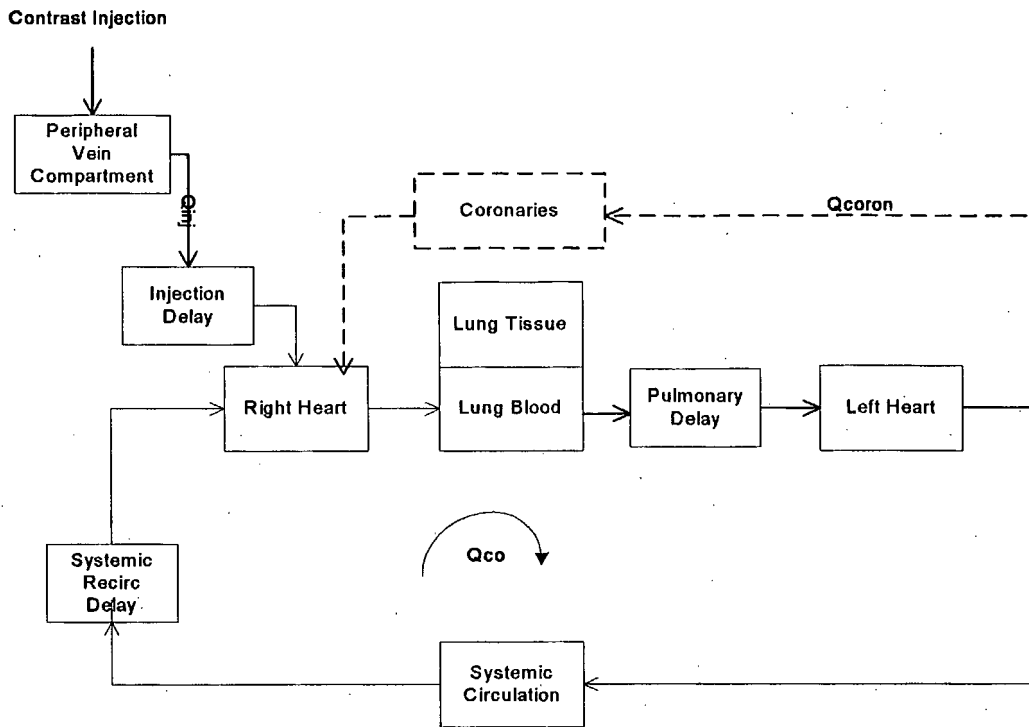 Contrast Injection
Peripheral
Vein
Compartment
Qinj
Coronaries
Qcoron
Injection
Delay
Lung Tissue
Right Heart
Lung Blood
Pulmonary
Delay
Left Heart
Qco
Systemic
Recirc
Delay
Systemic
Circulation